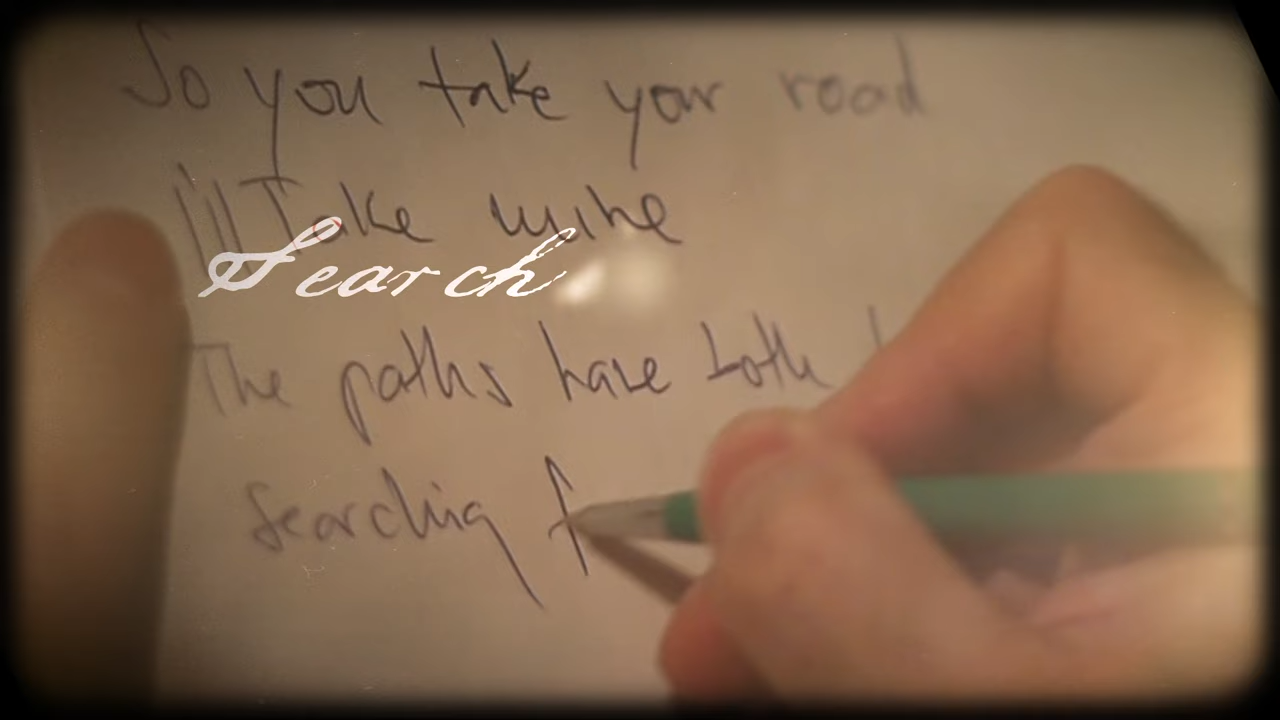 So you take your road
I'll Take mine
Search
The paths have both
searching f